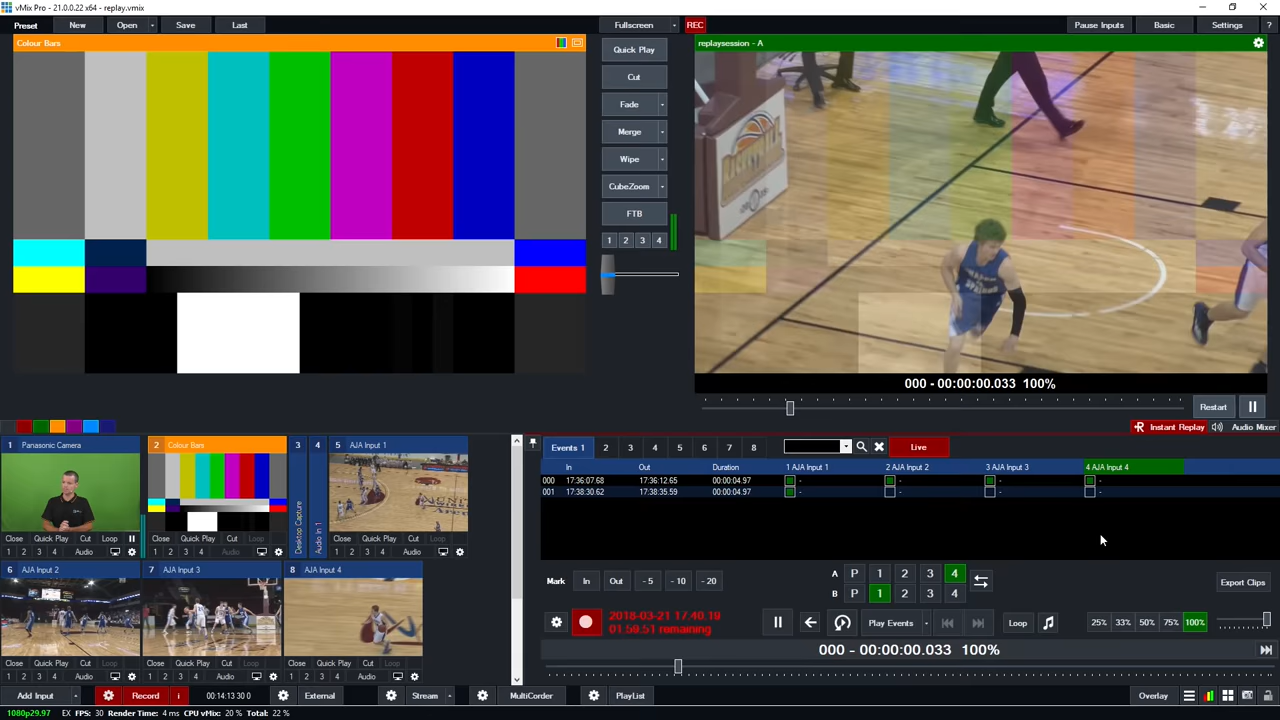 vMix Pro - 21.0.0.22 x64 - replay.vmix
Preset New Open Save Last Fullscreen REC Pause Inputs Basic Settings ?
Colour Bars
replaysession - A
Quick Play
Cut
Fade
Merge
Wipe
CubeZoom
FTB
1 2 3 4
000 - 00:00:00.033 100%
Restart
Instant Replay Audio Mixer
1 Panasonic Camera
2 Colour Bars
3 Desktop Capture
4 Audio In 1
5 AJA Input 1
Close Quick Play Cut Loop
1 2 3 4 Audio
Close Quick Play Cut Loop
1 2 3 4 Audio
Close Quick Play Cut Loop
1 2 3 4 Audio
6 AJA Input 2
7 AJA Input 3
8 AJA Input 4
Close Quick Play Cut Loop
1 2 3 4 Audio
Close Quick Play Cut Loop
1 2 3 4 Audio
Close Quick Play Cut Loop
1 2 3 4 Audio
Events 1 2 3 4 5 6 7 8 Live
In Out Duration 1 AJA Input 1 2 AJA Input 2 3 AJA Input 3 4 AJA Input 4
000 17:36:07.68 17:36:12.65 00:00:04.97 - - - -
001 17:38:30.62 17:38:35.59 00:00:04.97 - - - -
Mark In Out - 5 - 10 - 20
A P 1 2 3 4
B P 1 2 3 4
Export Clips
2018-03-21 17.40.19
01:59.51 remaining
Play Events Loop 25% 33% 50% 75% 100%
000 - 00:00:00.033 100%
Add Input Record i 00:14:13 30 0 External Stream MultiCorder PlayList Overlay
1080p29.97 EX FPS: 30 Render Time: 4 ms CPU vMix: 20 % Total: 22 %